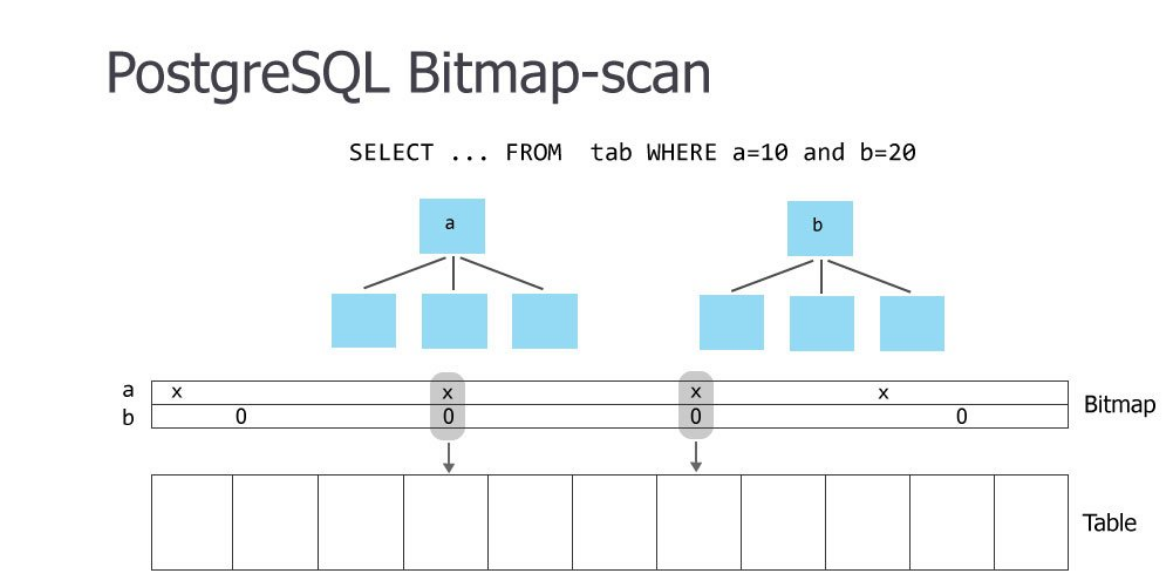 PostgreSQL Bitmap-scan
SELECT ... FROM  tab WHERE a=10 and b=20
a
b
a x x x x
b 0 0 0 0
Bitmap
Table